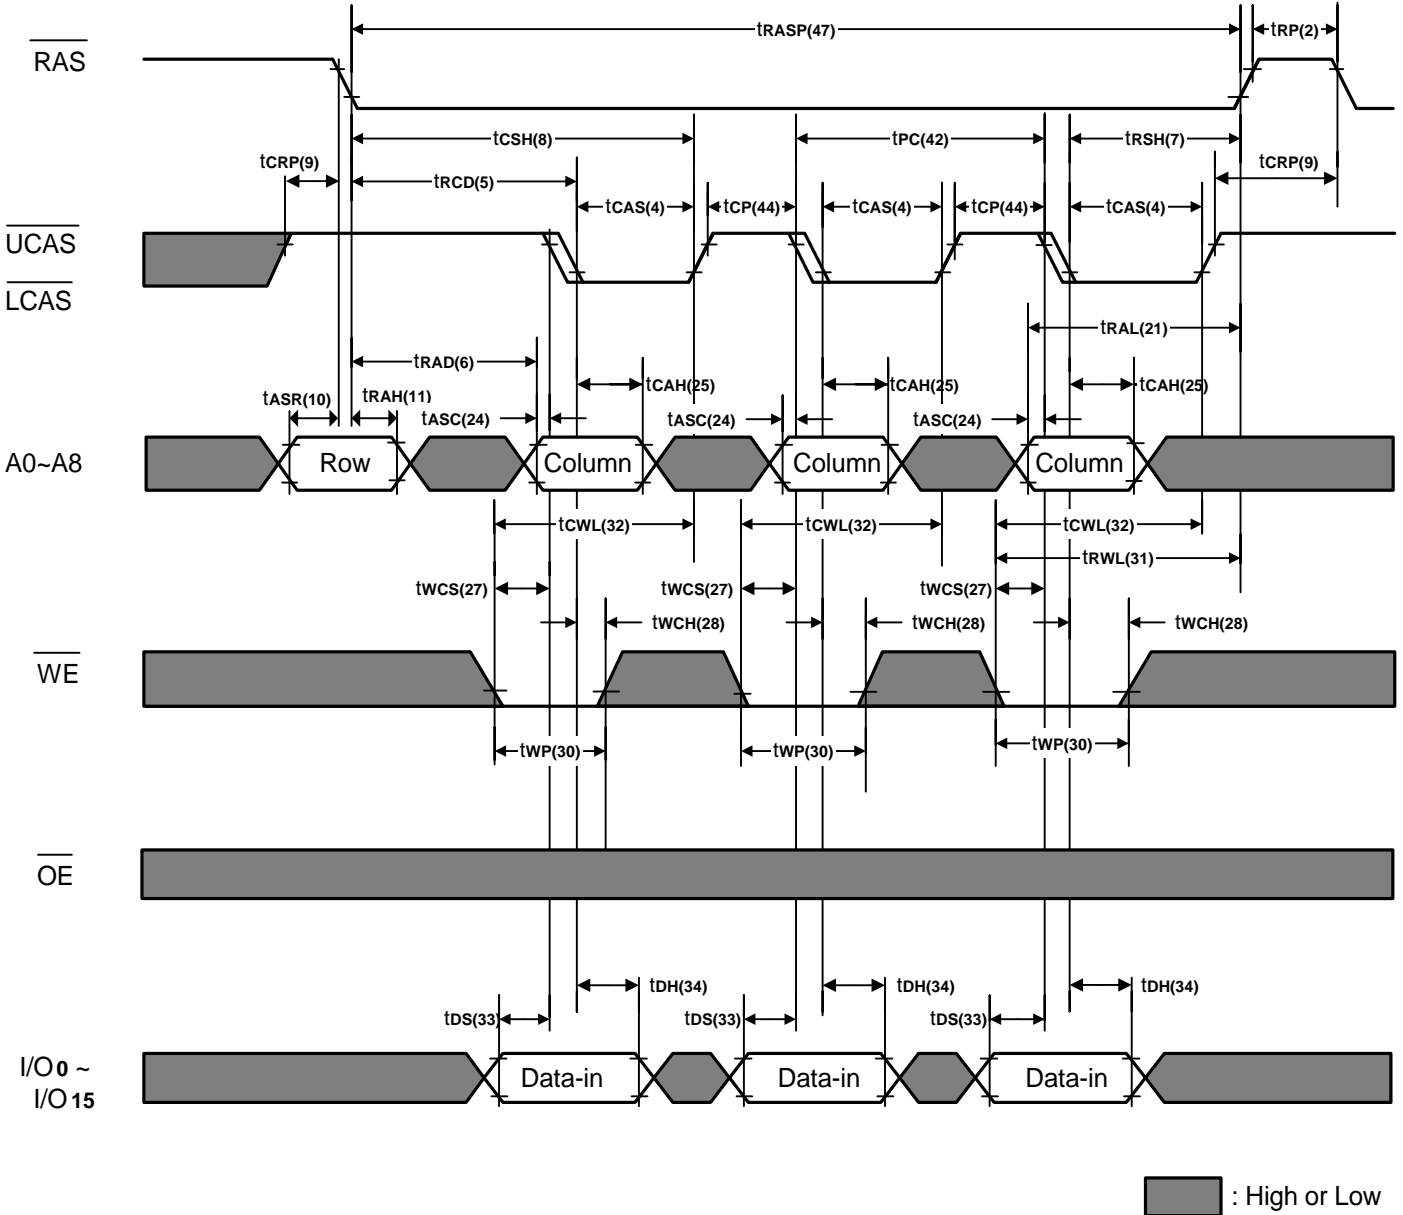 tRASP(47) tRP(2)
RAS
tCSH(8) tPC(42) tRSH(7)
tCRP(9) tCRP(9)
tRCD(5)
tCAS(4) tCP(44) tCAS(4) tCP(44) tCAS(4)
UCAS
LCAS
tRAL(21)
tRAD(6)
tASR(10) tRAH(11) tCAH(25) tCAH(25) tCAH(25)
tASC(24) tASC(24) tASC(24)
A0~A8 Row Column Column Column
tCWL(32) tCWL(32) tCWL(32)
tRWL(31)
tWCS(27) tWCS(27) tWCS(27)
tWCH(28) tWCH(28) tWCH(28)
WE
tWP(30) tWP(30) tWP(30)
OE
tDH(34) tDH(34) tDH(34)
tDS(33) tDS(33) tDS(33)
I/O0 ~ Data-in Data-in Data-in
I/O15
: High or Low